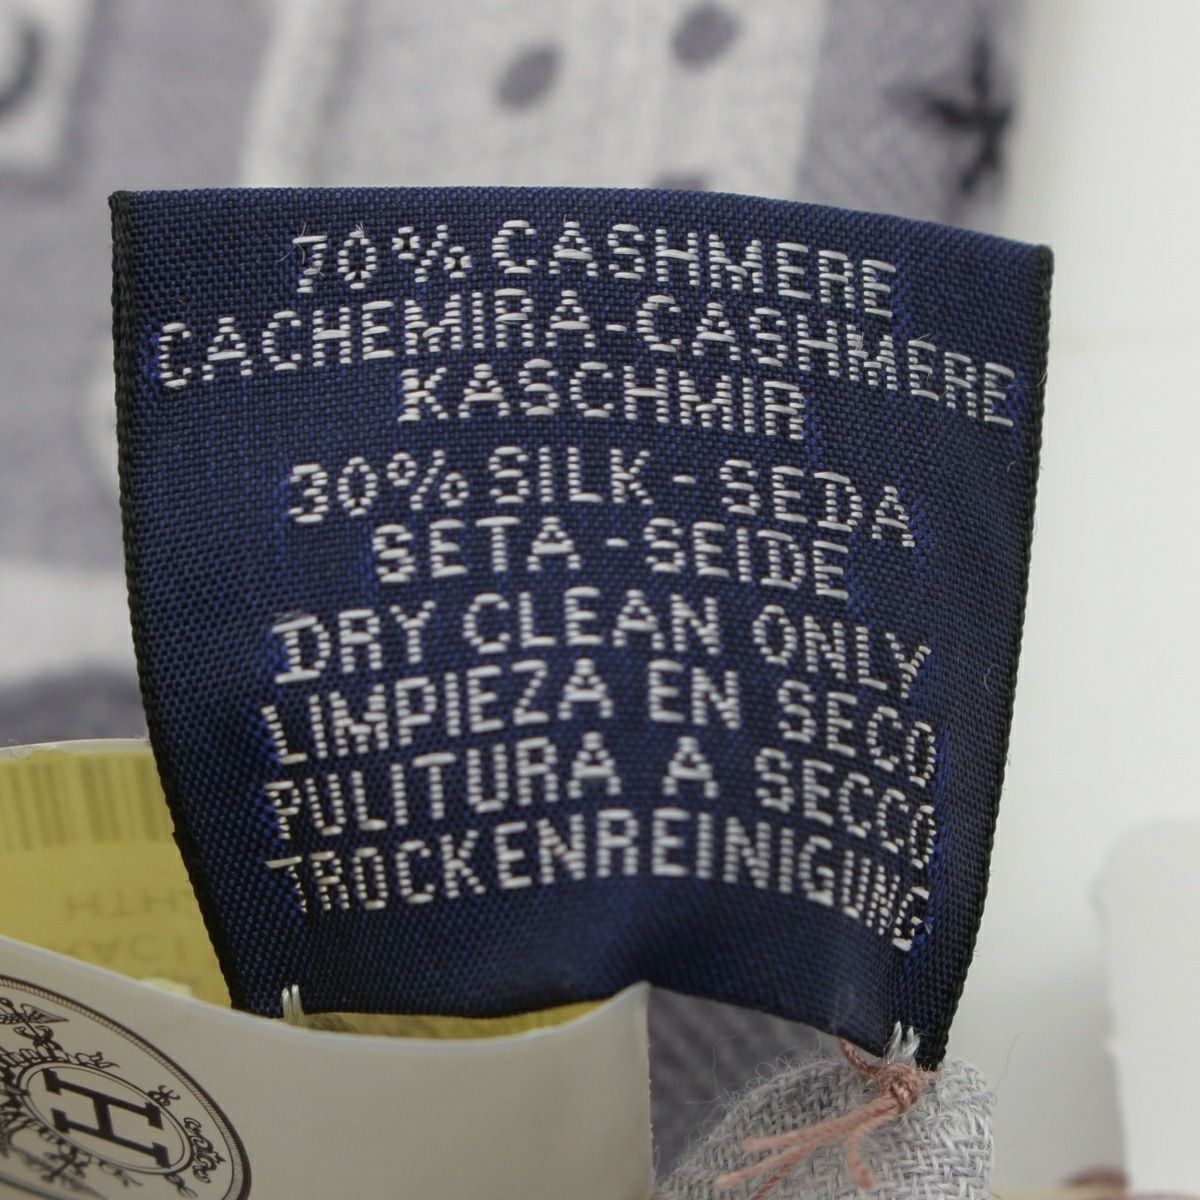 70% CASHMERE
CACHEMIRA-CASHMERE
KASCHMIR
30% SILK - SEDA
SETA - SEIDE
DRY CLEAN ONLY
LIMPIEZA EN SECO
PULITURA A SECCO
TROCKENREINIGUNG
H